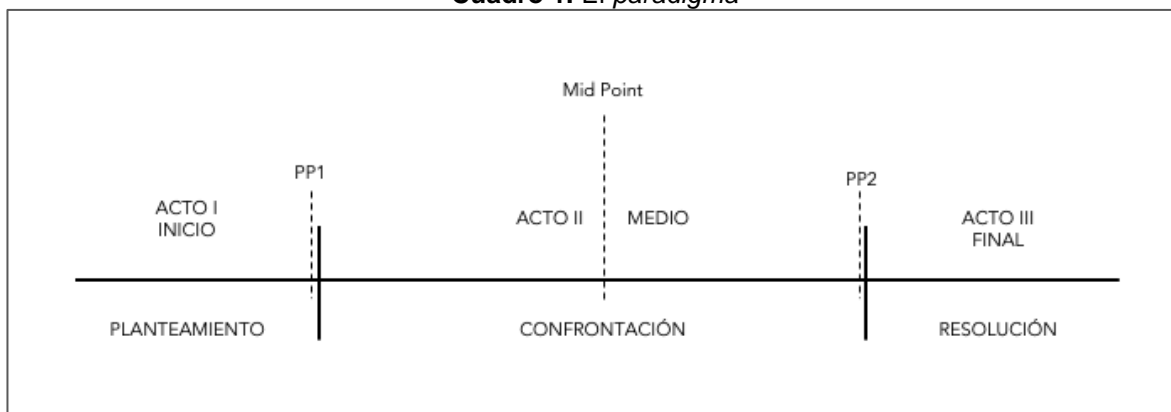 Cuadro 1. El paradigma
Mid Point
PP1
PP2
ACTO I
INICIO
ACTO II
MEDIO
ACTO III
FINAL
PLANTEAMIENTO
CONFRONTACIÓN
RESOLUCIÓN